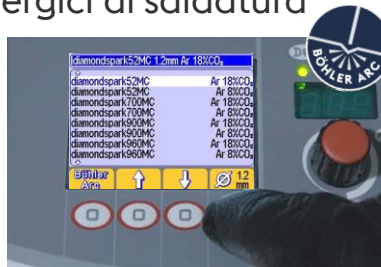 ergici di saldatura
BÖHLER ARC
diamondspark52MC 1.2mm Ar 18%CO₂
diamondspark52MC Ar 18%CO₂
diamondspark52MC Ar 8%CO₂
diamondspark700MC Ar 18%CO₂
diamondspark700MC Ar 8%CO₂
diamondspark900MC Ar 18%CO₂
diamondspark900MC Ar 8%CO₂
diamondspark960MC Ar 18%CO₂
diamondspark960MC Ar 8%CO₂
Böhler Arc
Ø 1.2 mm